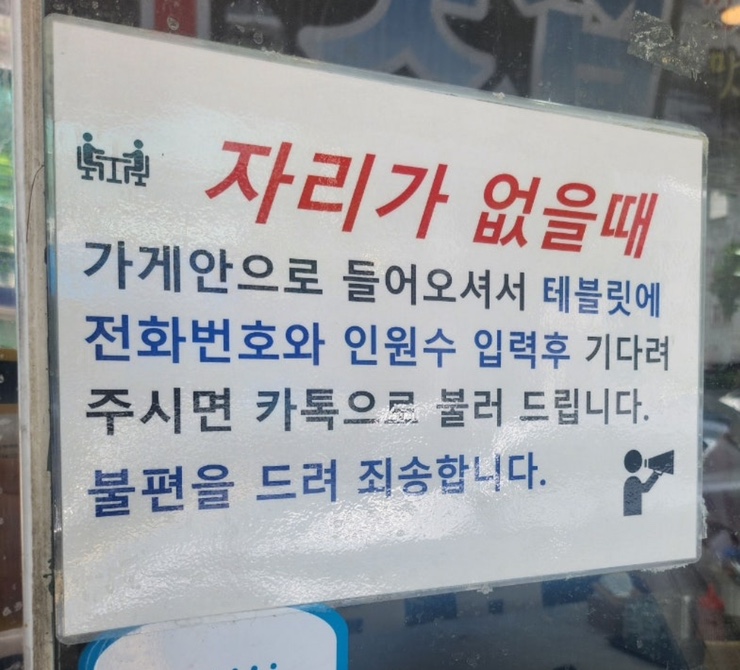 자리가 없을때
가게안으로 들어오셔서 테블릿에
전화번호와 인원수 입력후 기다려
주시면 카톡으로 불러 드립니다.
불편을 드려 죄송합니다.